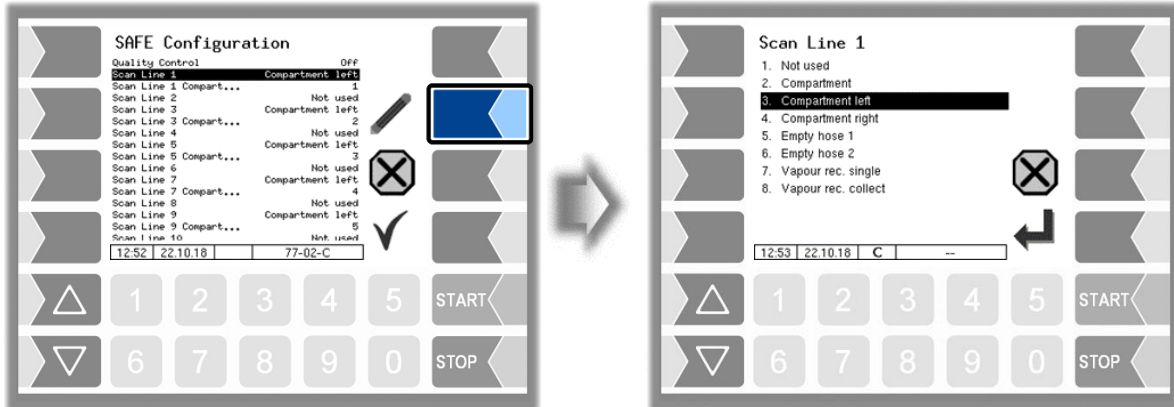 SAFE Configuration
Quality Control Off
Scan Line 1 Compartment left
Scan Line 1 Compart... 1
Scan Line 2 Not used
Scan Line 3 Compartment left
Scan Line 3 Compart... 2
Scan Line 4 Not used
Scan Line 5 Compartment left
Scan Line 5 Compart... 3
Scan Line 6 Not used
Scan Line 7 Compartment left
Scan Line 7 Compart... 4
Scan Line 8 Not used
Scan Line 9 Compartment left
Scan Line 9 Compart... 5
Scan Line 10 Not used
12:52 22.10.18 77-02-C
1 2 3 4 5 START
6 7 8 9 0 STOP
Scan Line 1
1. Not used
2. Compartment
3. Compartment left
4. Compartment right
5. Empty hose 1
6. Empty hose 2
7. Vapour rec. single
8. Vapour rec. collect
12:53 22.10.18 C --
1 2 3 4 5 START
6 7 8 9 0 STOP